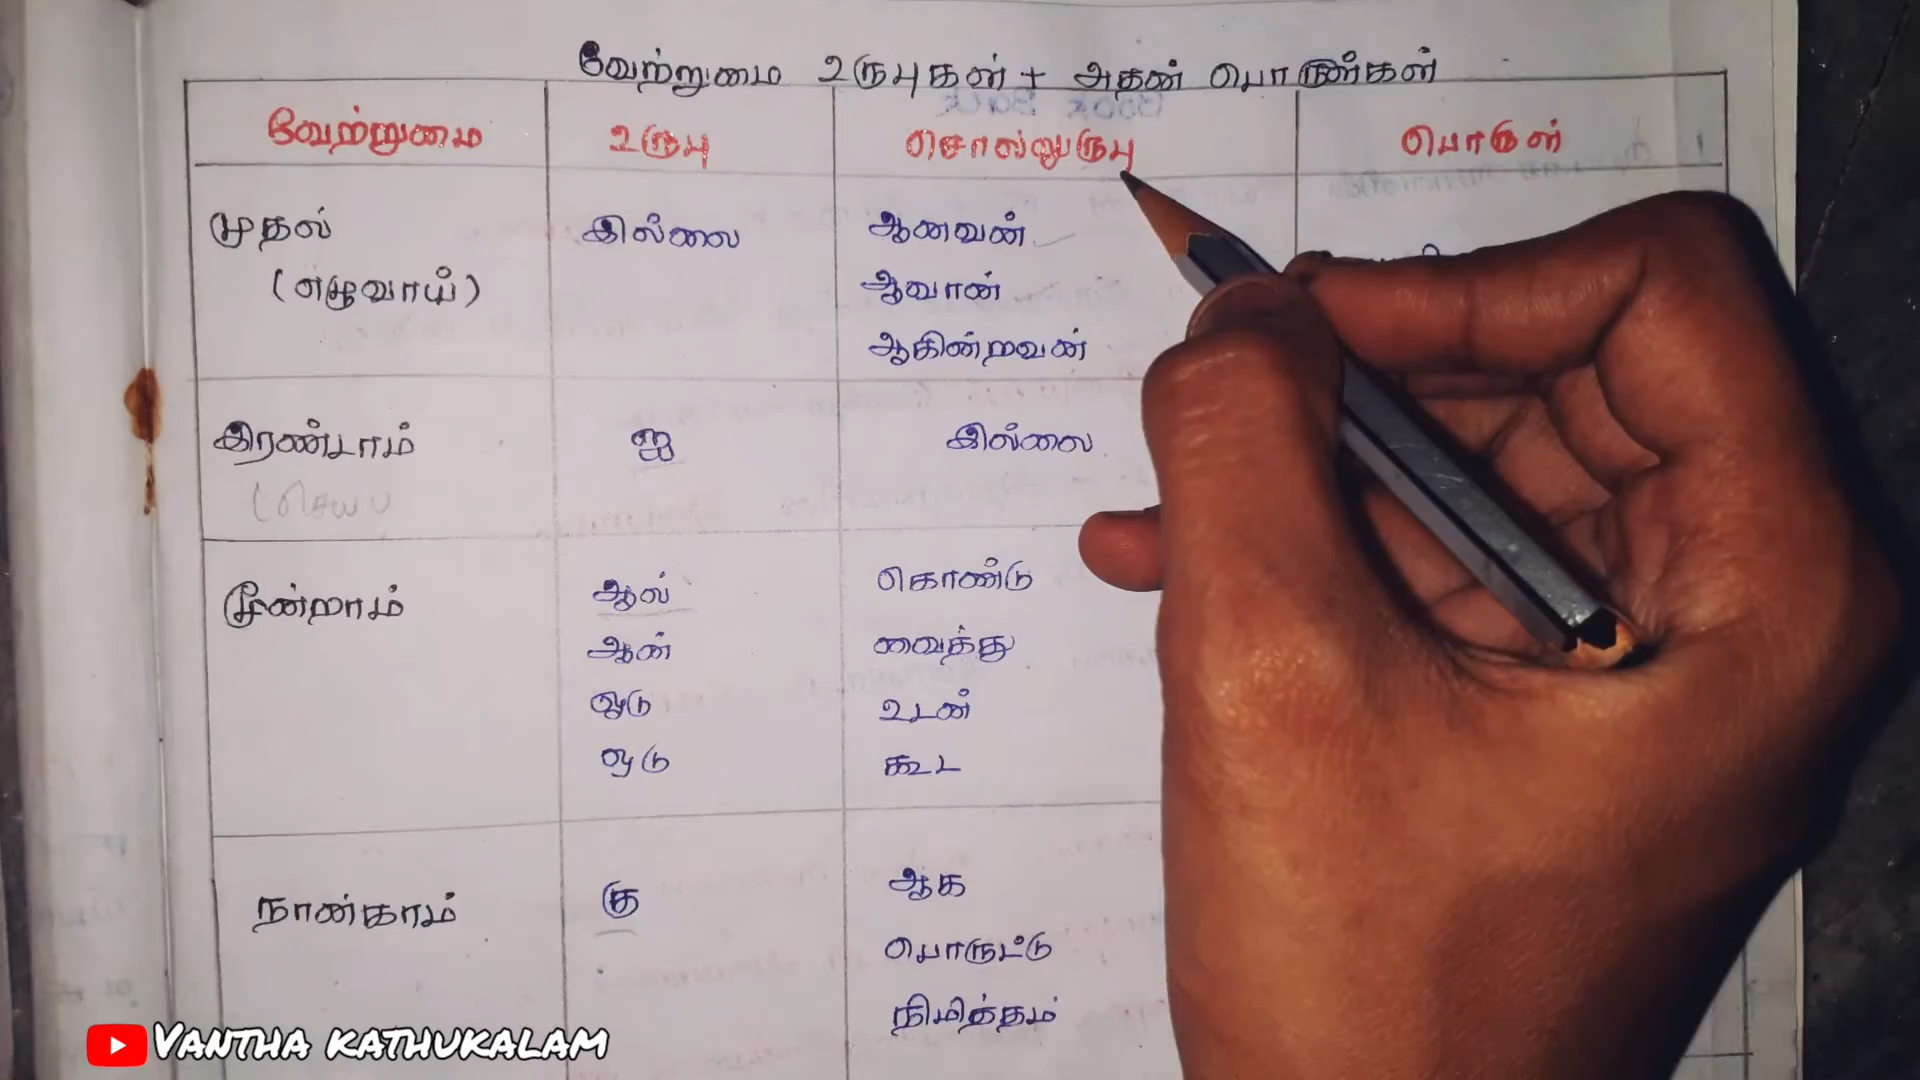 வேற்றுமை உருபுகள் + அதன் பொருள்கள்
வேற்றுமை உருபு சொல்லுருபு பொருள்
முதல் இல்லை ஆனவன்
(எழுவாய்) ஆவான்
ஆகின்றவன்
இரண்டாம் ஐ இல்லை
(செயப
மூன்றாம் ஆல் கொண்டு
ஆன் வைத்து
ஒடு உடன்
ஓடு கூட
நான்காம் கு ஆக
பொருட்டு
நிமித்தம்
VANTHA KATHUKALAM